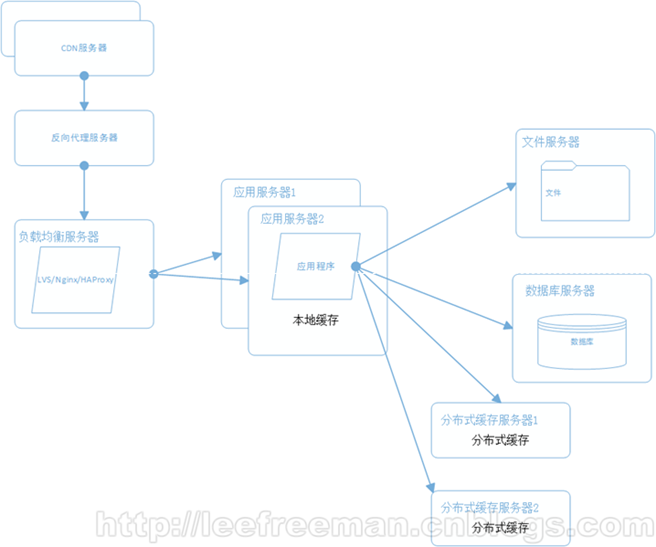 CDN服务器
反向代理服务器
负载均衡服务器
LVS/Nginx/HAProxy
应用服务器1
应用服务器2
应用程序
本地缓存
文件服务器
文件
数据库服务器
数据库
分布式缓存服务器1
分布式缓存
分布式缓存服务器2
分布式缓存
http://leefreeman.cnblogs.com